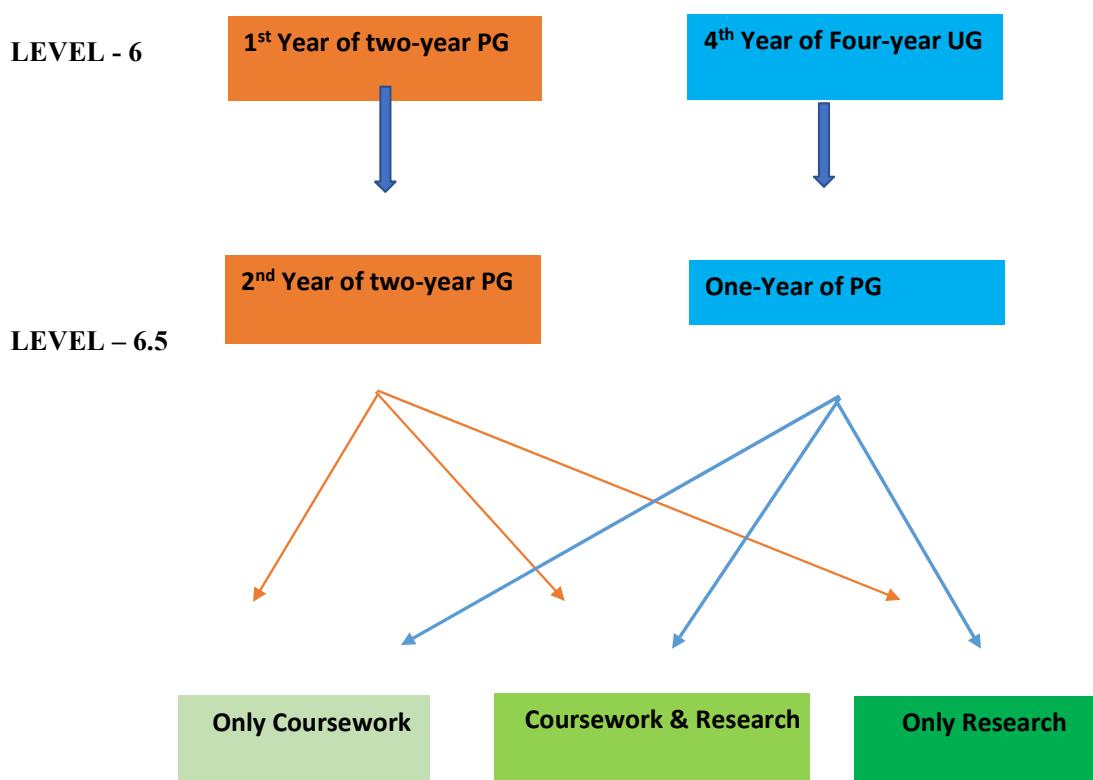 LEVEL - 6
1st Year of two-year PG
4th Year of Four-year UG
2nd Year of two-year PG
One-Year of PG
LEVEL – 6.5
Only Coursework
Coursework & Research
Only Research